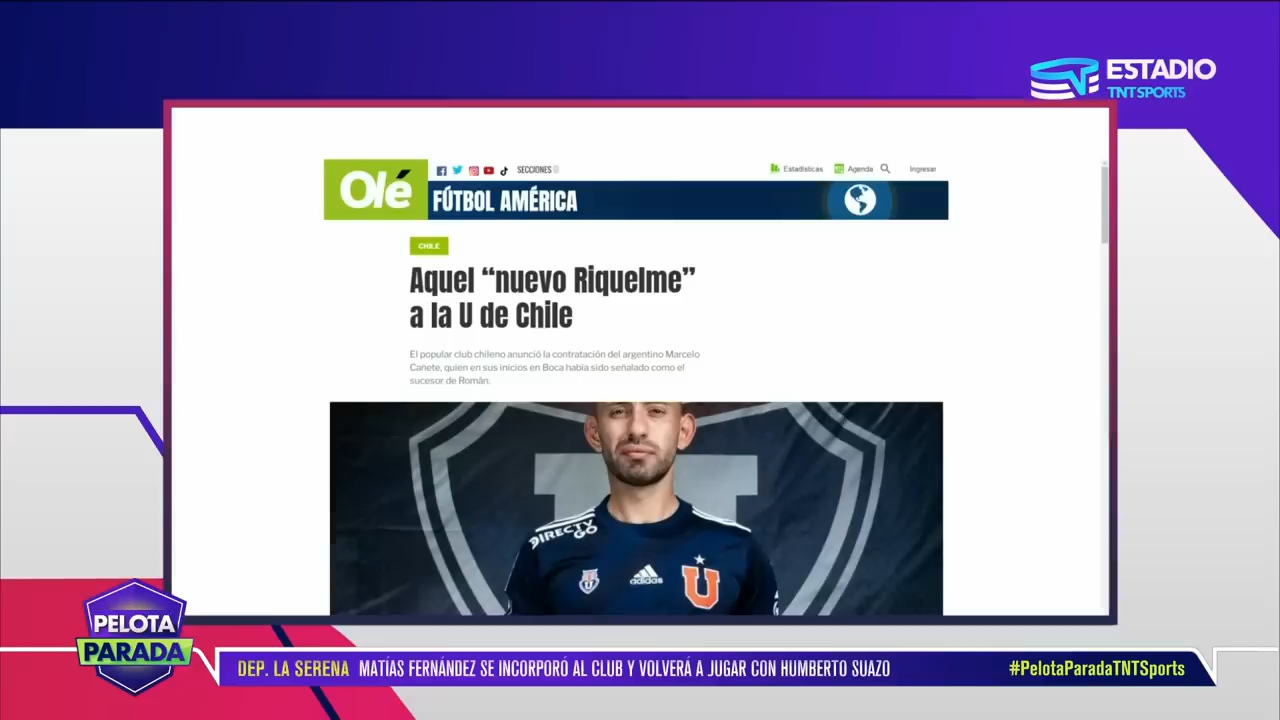 ESTADIO
TNT SPORTS
Olé
SECCIONES
Estadísticas
Agenda
Ingresar
FÚTBOL AMÉRICA
CHILE
Aquel “nuevo Riquelme”
a la U de Chile
El popular club chileno anunció la contratación del argentino Marcelo
Cañete, quien en sus inicios en Boca había sido señalado como el
sucesor de Román.
DIRECTV
GO
adidas
U
PELOTA
PARADA
DEP. LA SERENA MATÍAS FERNÁNDEZ SE INCORPORÓ AL CLUB Y VOLVERÁ A JUGAR CON HUMBERTO SUAZO
#PelotaParadaTNTSports